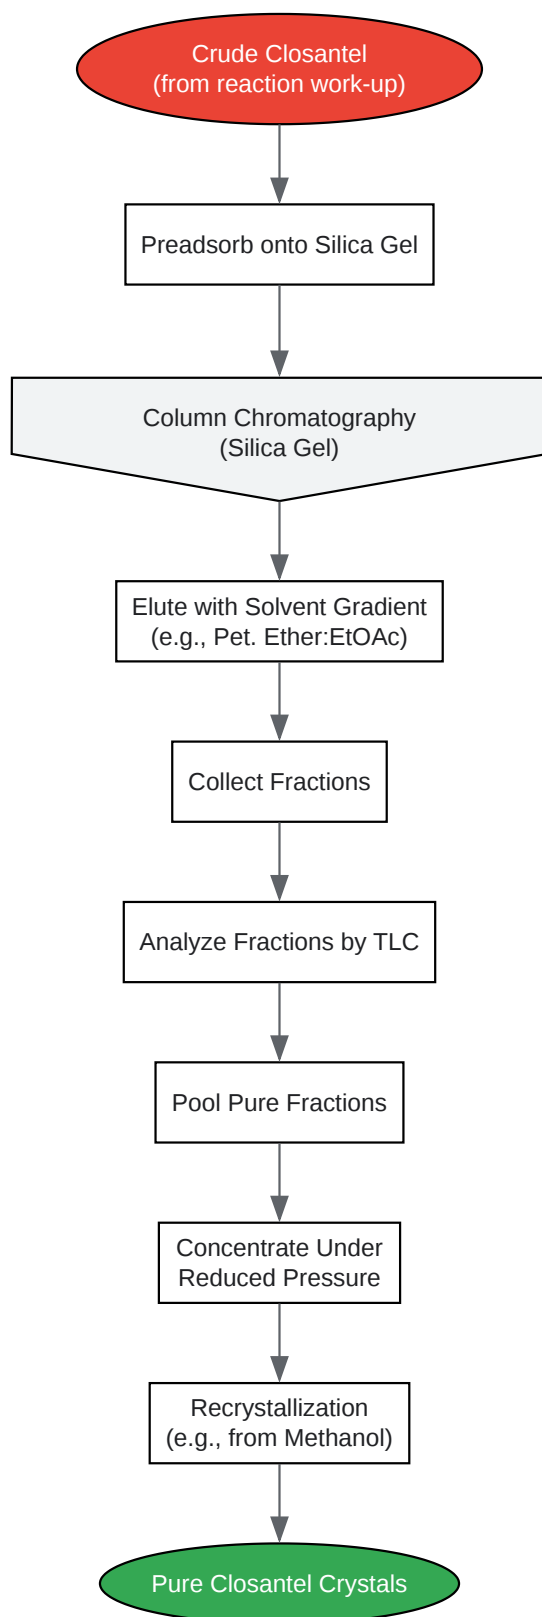 Crude Closantel
(from reaction work-up)
Preadsorb onto Silica Gel
Column Chromatography
(Silica Gel)
Elute with Solvent Gradient
(e.g., Pet. Ether:EtOAc)
Collect Fractions
Analyze Fractions by TLC
Pool Pure Fractions
Concentrate Under
Reduced Pressure
Recrystallization
(e.g., from Methanol)
Pure Closantel Crystals